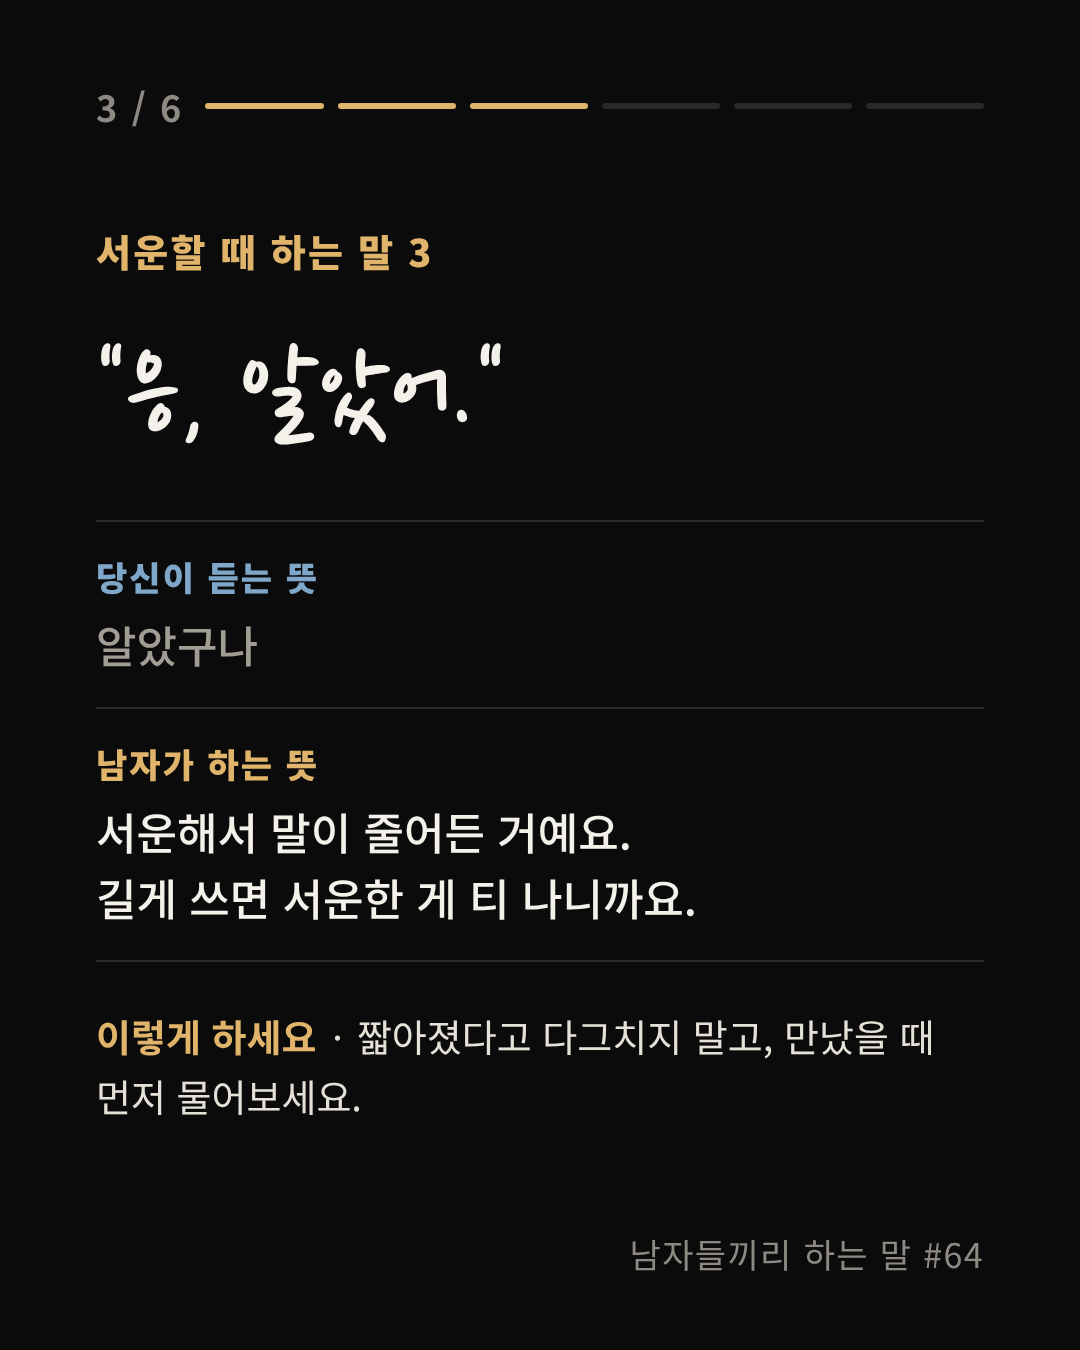 3 / 6
서운할 때 하는 말 3
"응, 알았어."
당신이 듣는 뜻
알았구나
남자가 하는 뜻
서운해서 말이 줄어든 거예요.
길게 쓰면 서운한 게 티 나니까요.
이렇게 하세요 · 짧아졌다고 다그치지 말고, 만났을 때
먼저 물어보세요.
남자들끼리 하는 말 #64